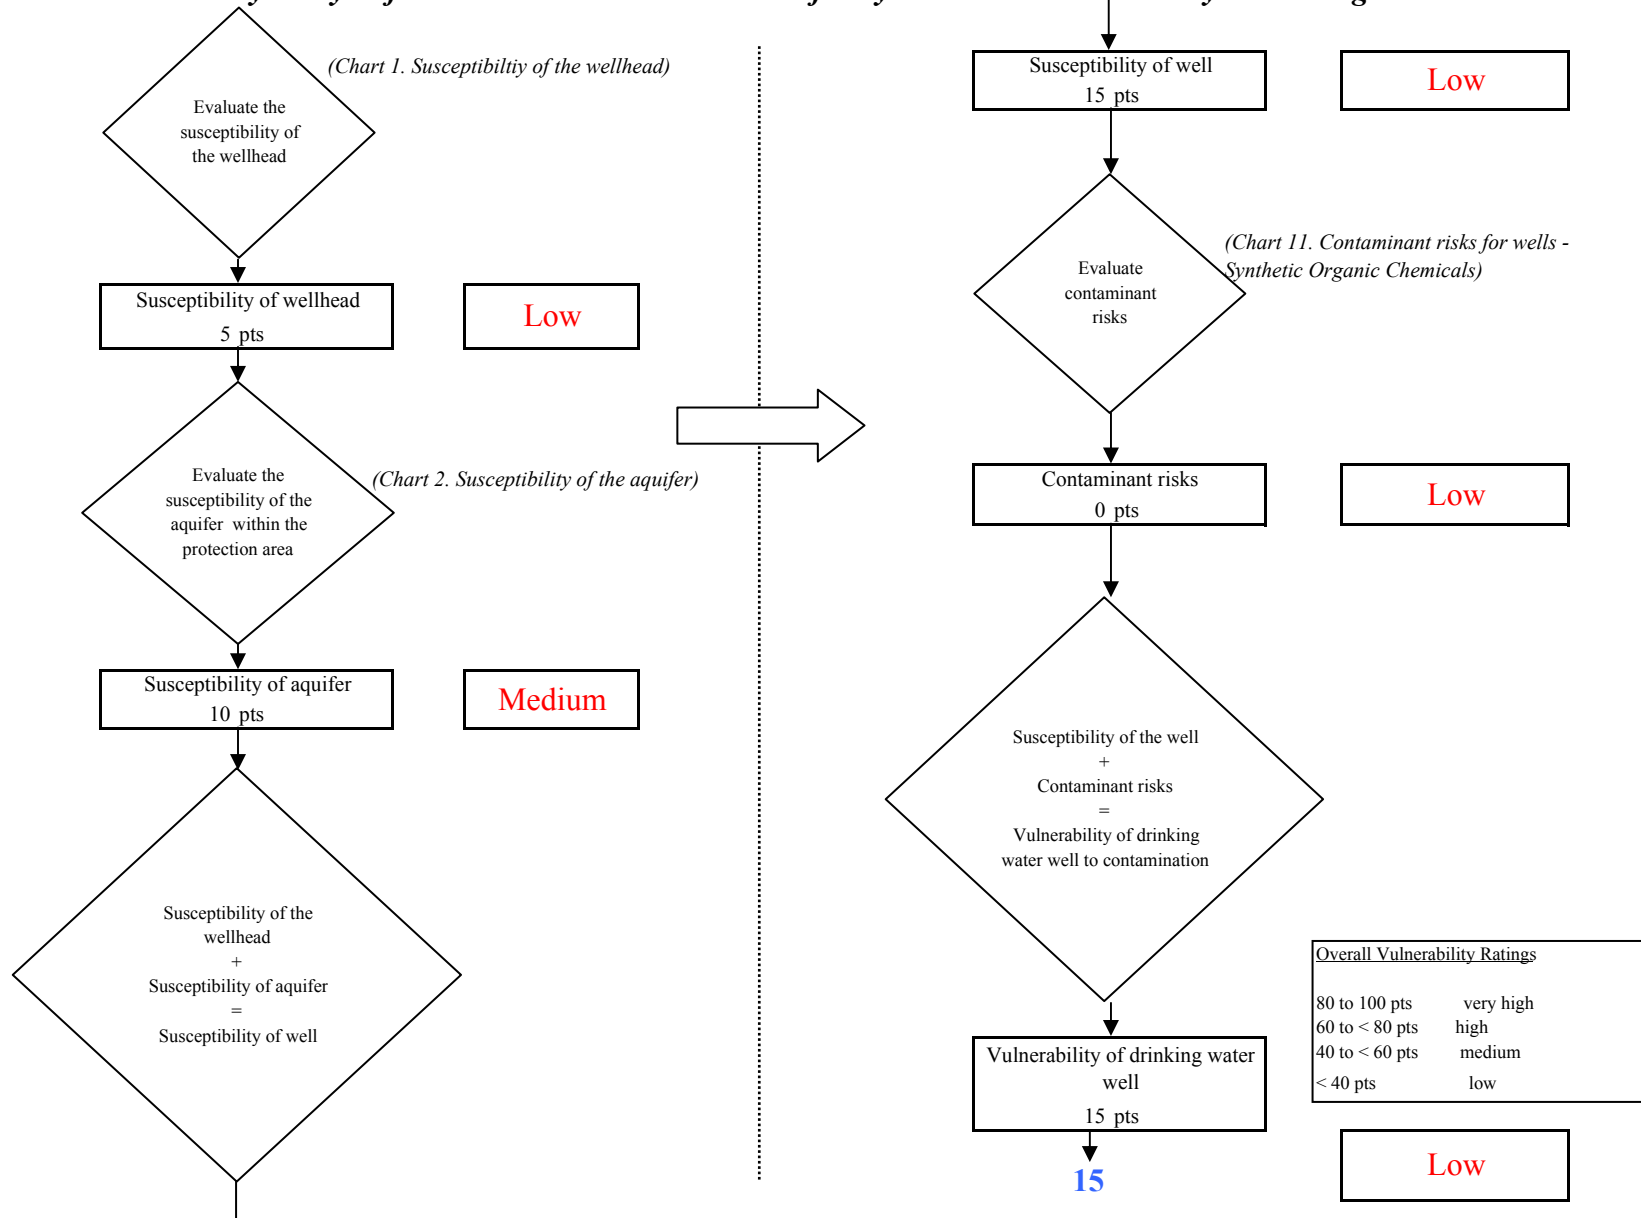 (Chart 1. Susceptibiltiy of the wellhead)
Evaluate the
susceptibility of
the wellhead
Susceptibility of wellhead
5 pts
Low
Evaluate the
susceptibility of the
aquifer within the
protection area
(Chart 2. Susceptibility of the aquifer)
Susceptibility of aquifer
10 pts
Medium
Susceptibility of the
wellhead
+
Susceptibility of aquifer
=
Susceptibility of well
Susceptibility of well
15 pts
Low
Evaluate
contaminant
risks
(Chart 11. Contaminant risks for wells -
Synthetic Organic Chemicals)
Contaminant risks
0 pts
Low
Susceptibility of the well
+
Contaminant risks
=
Vulnerability of drinking
water well to contamination
Vulnerability of drinking water
well
15 pts
15
Overall Vulnerability Ratings
80 to 100 pts very high
60 to < 80 pts high
40 to < 60 pts medium
< 40 pts low
Low